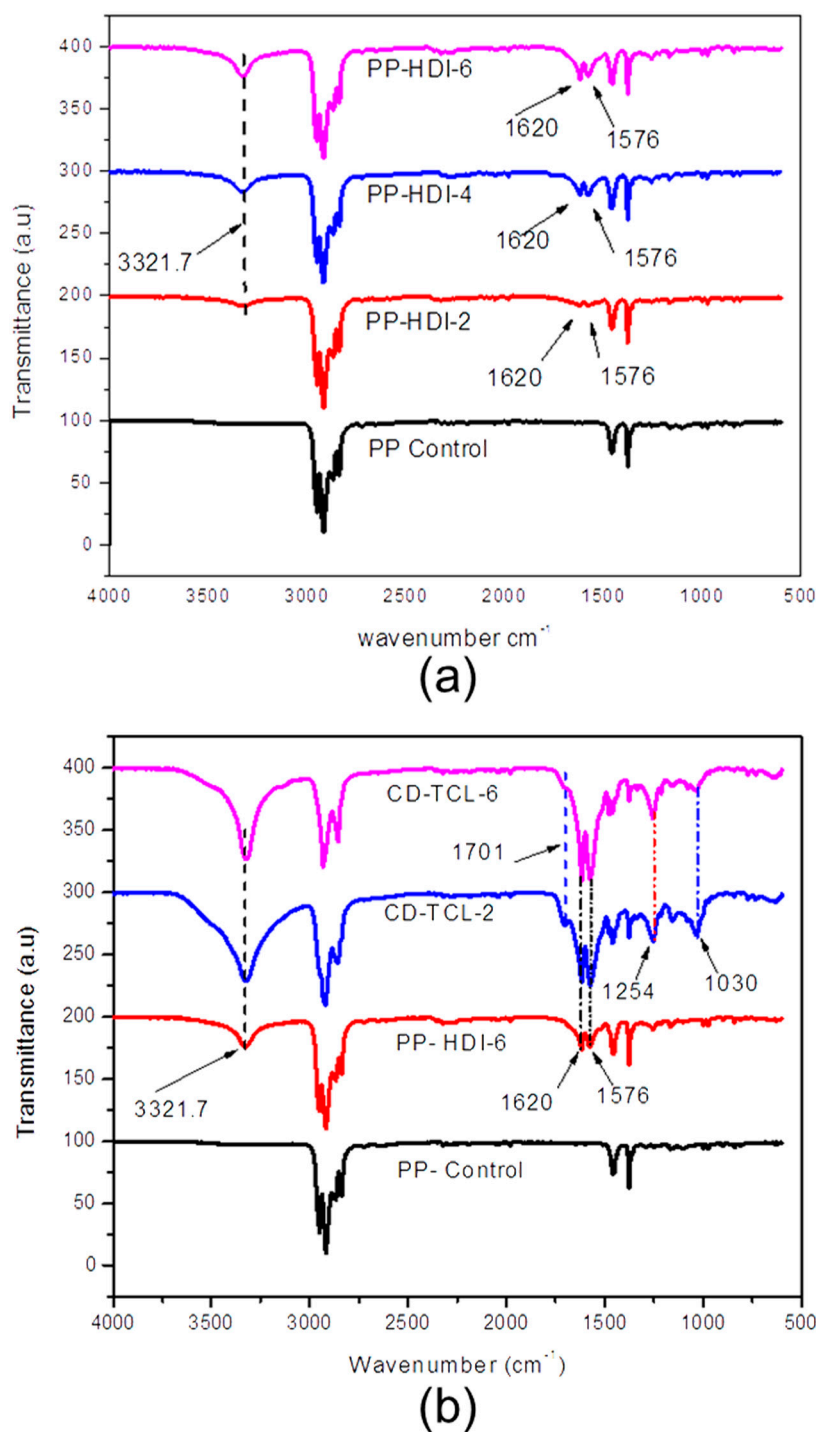 400
PP-HDI-6
350
1620
1576
300
PP-HDI-4
250
3321.7
1620
1576
200
PP-HDI-2
150
1620
1576
100
PP Control
50
0
Transmittance (a.u)
4000 3500 3000 2500 2000 1500 1000 500
wavenumber cm⁻¹
(a)
400
CD-TCL-6
350
1701
300
CD-TCL-2
250
1254
1030
200
PP- HDI-6
150
3321.7
1620
1576
100
PP- Control
50
0
Transmittance (a.u)
4000 3500 3000 2500 2000 1500 1000 500
Wavenumber (cm⁻¹)
(b)